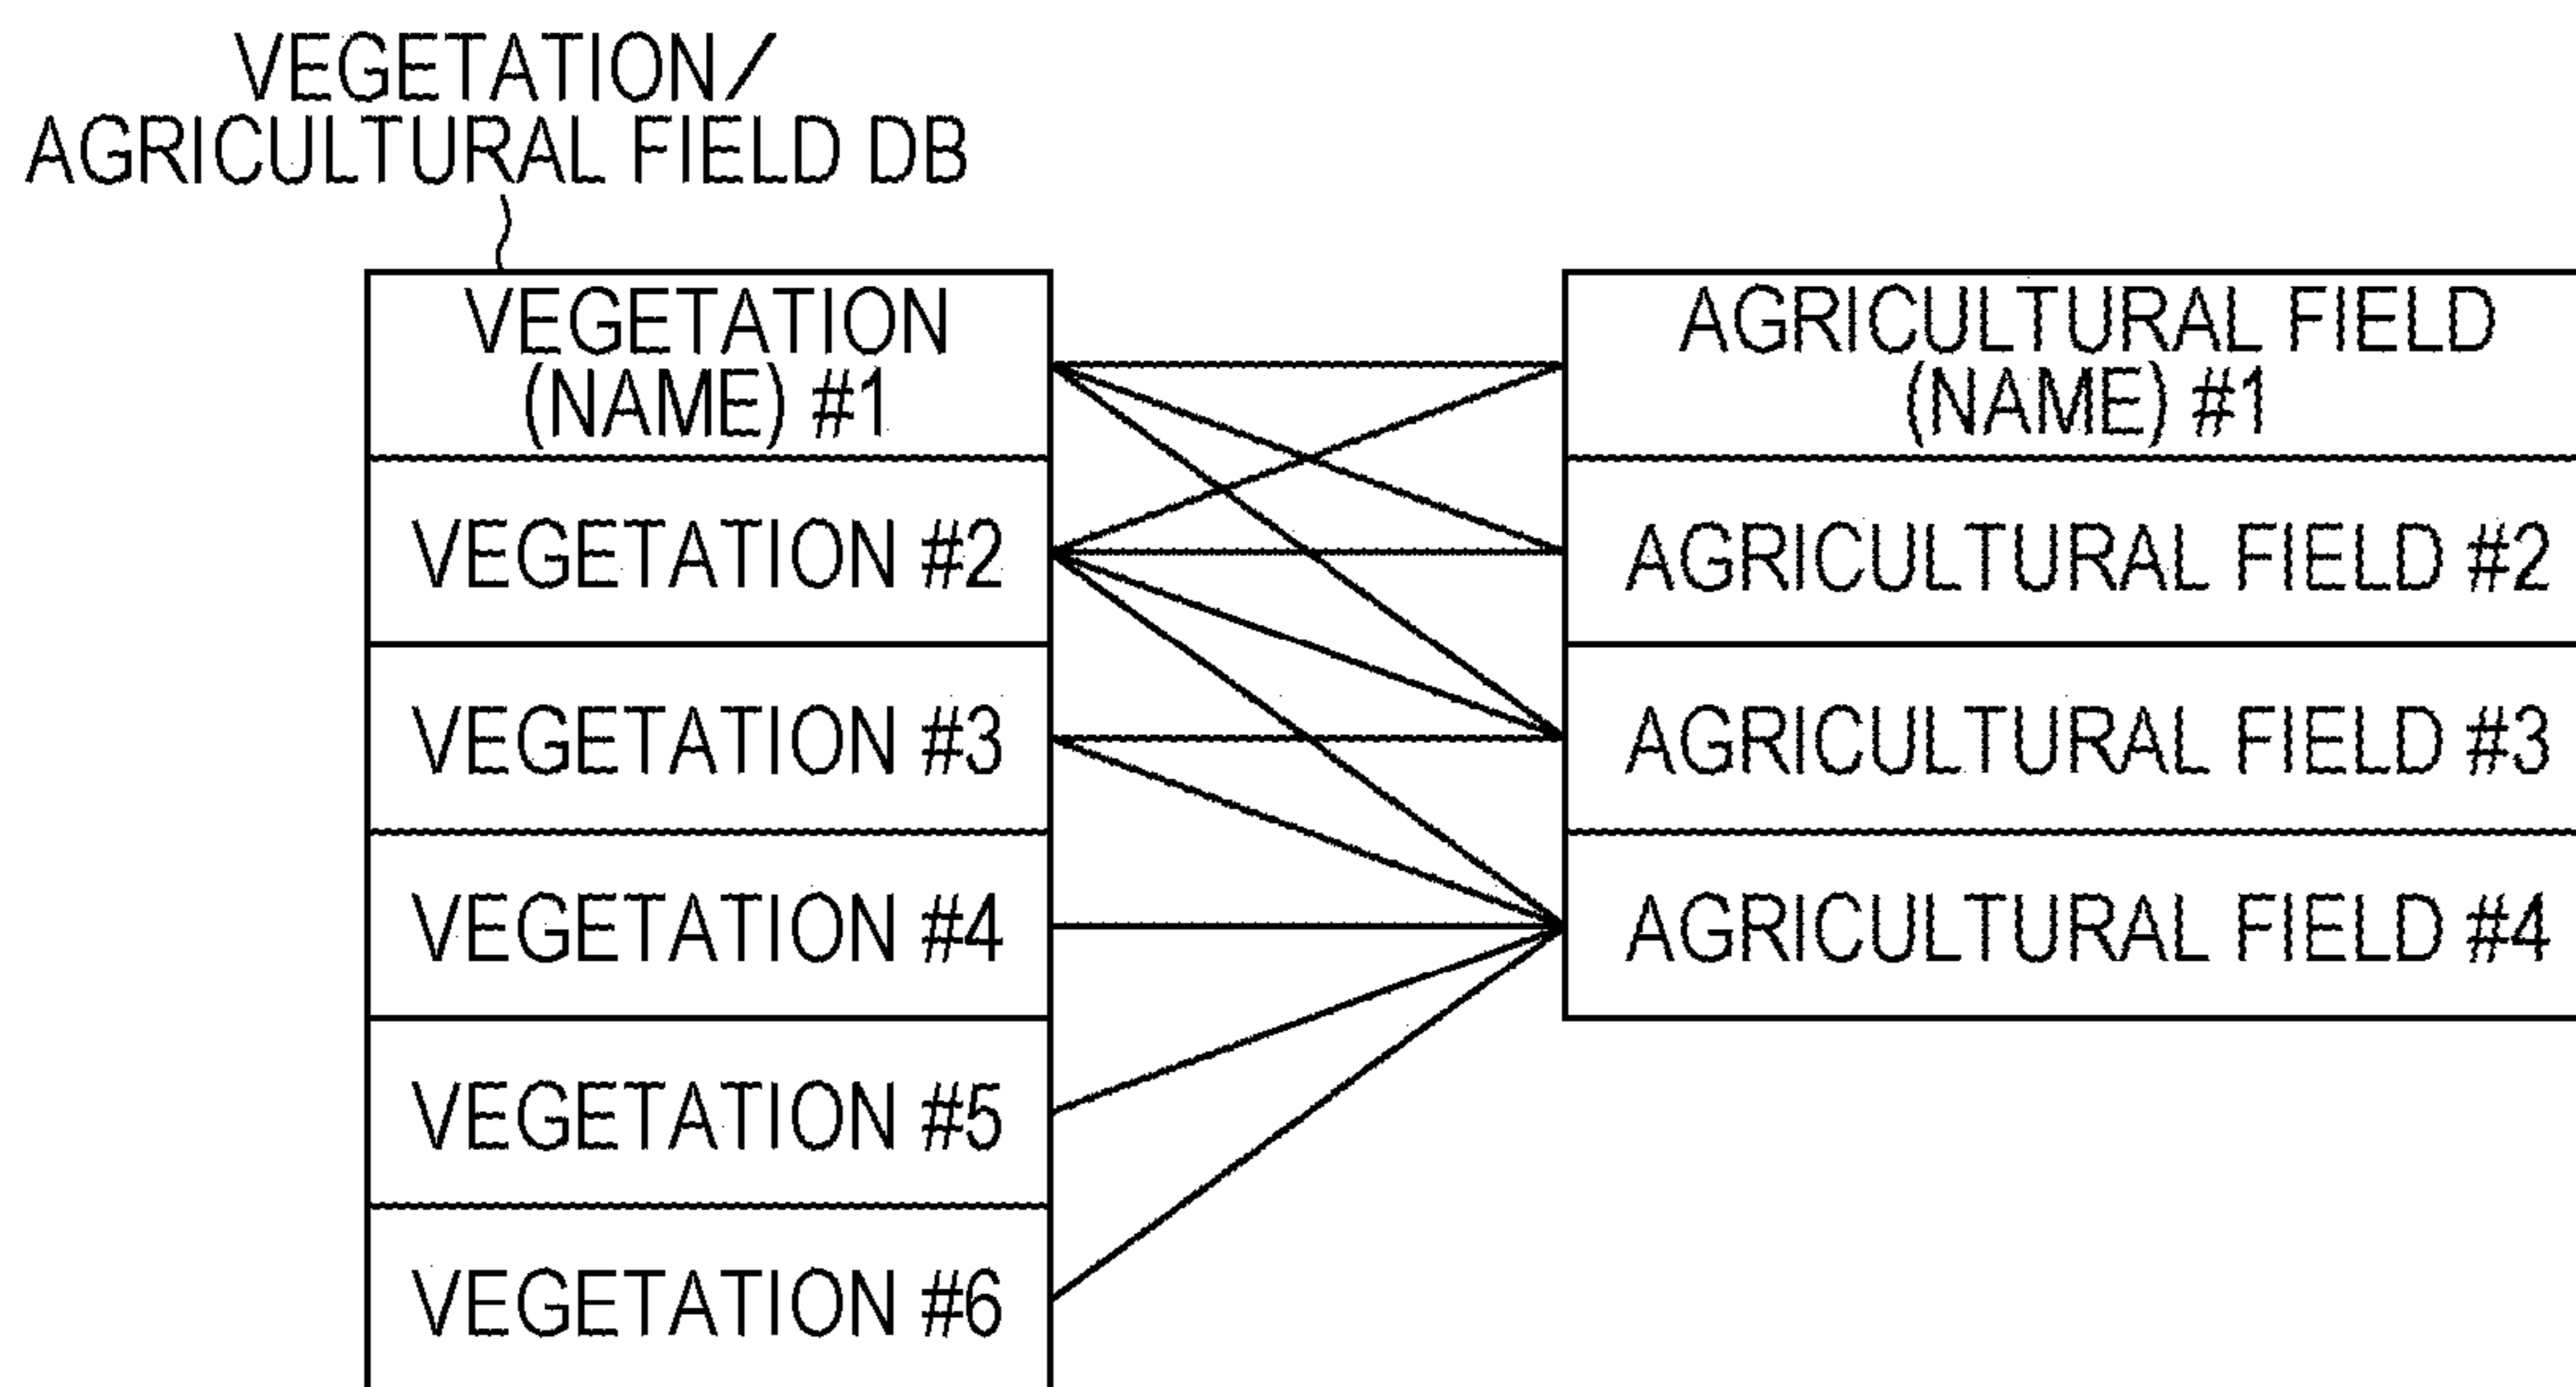 VEGETATION/
AGRICULTURAL FIELD DB
VEGETATION
(NAME) #1
VEGETATION #2
VEGETATION #3
VEGETATION #4
VEGETATION #5
VEGETATION #6
AGRICULTURAL FIELD
(NAME) #1
AGRICULTURAL FIELD #2
AGRICULTURAL FIELD #3
AGRICULTURAL FIELD #4